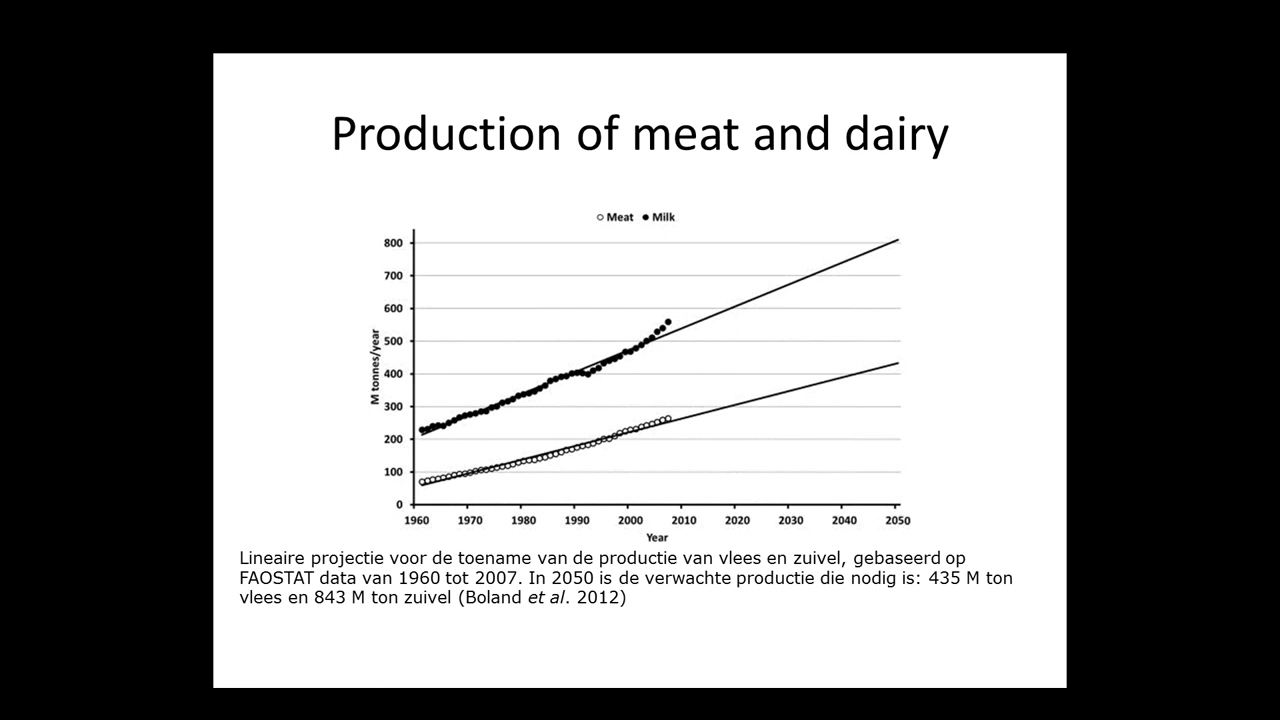 Production of meat and dairy
Meat Milk
800
700
600
500
400
300
200
100
0
M tonnes/year
1960 1970 1980 1990 2000 2010 2020 2030 2040 2050
Year
Lineaire projectie voor de toename van de productie van vlees en zuivel, gebaseerd op
FAOSTAT data van 1960 tot 2007. In 2050 is de verwachte productie die nodig is: 435 M ton
vlees en 843 M ton zuivel (Boland et al. 2012)